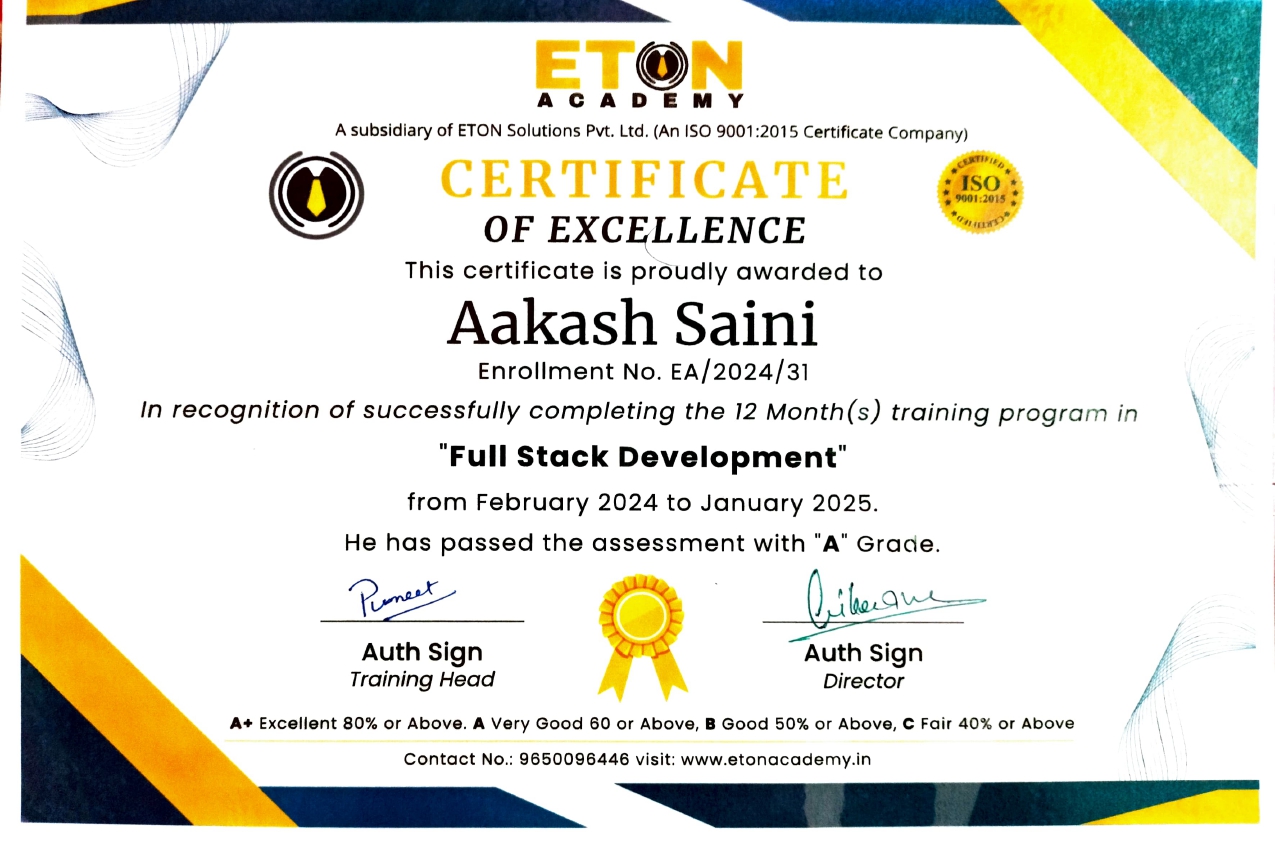 ETON
ACADEMY
A subsidiary of ETON Solutions Pvt. Ltd. (An ISO 9001:2015 Certificate Company)
CERTIFICATE
CERTIFIED
ISO
9001:2015
CERTIFIED
OF EXCELLENCE
This certificate is proudly awarded to
Aakash Saini
Enrollment No. EA/2024/31
In recognition of successfully completing the 12 Month(s) training program in
"Full Stack Development"
from February 2024 to January 2025.
He has passed the assessment with "A" Grade.
Puneet
Auth Sign
Training Head
Auth Sign
Director
A+ Excellent 80% or Above. A Very Good 60 or Above, B Good 50% or Above, C Fair 40% or Above
Contact No.: 9650096446 visit: www.etonacademy.in